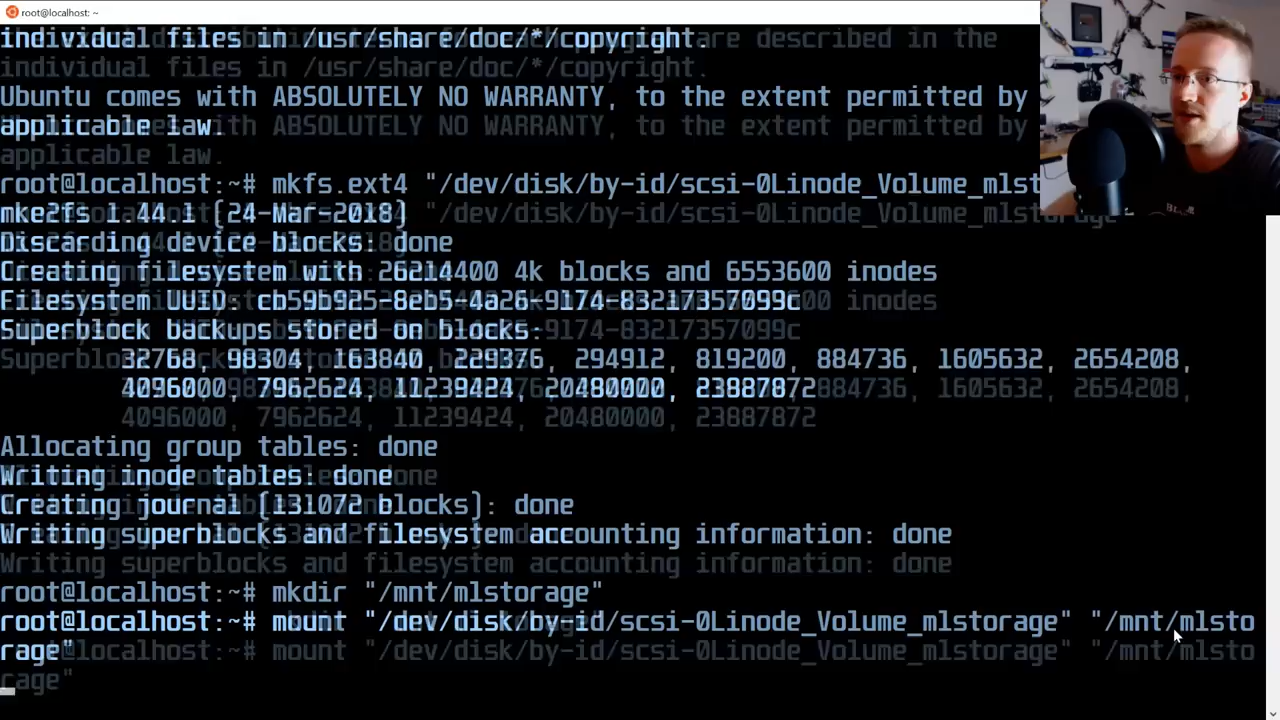 root@localhost: ~
individual files in /usr/share/doc/*/copyright.
Ubuntu comes with ABSOLUTELY NO WARRANTY, to the extent permitted by
applicable law.
root@localhost:~# mkfs.ext4 "/dev/disk/by-id/scsi-0Linode_Volume_mlst
mke2fs 1.44.1 (24-Mar-2018)
Discarding device blocks: done
Creating filesystem with 26214400 4k blocks and 6553600 inodes
Filesystem UUID: cb59b925-8eb5-4a26-9174-83217357099c
Superblock backups stored on blocks:
32768, 98304, 163840, 229376, 294912, 819200, 884736, 1605632, 2654208,
4096000, 7962624, 11239424, 20480000, 23887872
Allocating group tables: done
Writing inode tables: done
Creating journal (131072 blocks): done
Writing superblocks and filesystem accounting information: done
root@localhost:~# mkdir "/mnt/mlstorage"
root@localhost:~# mount "/dev/disk/by-id/scsi-0Linode_Volume_mlstorage" "/mnt/mlsto
rage"